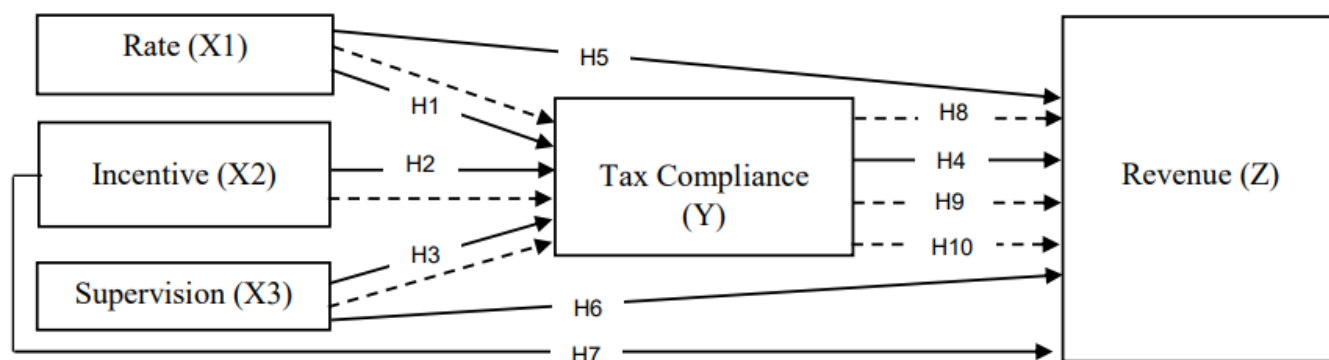 Rate (X1)
H5
H1
H8
Incentive (X2)
H2
Tax Compliance
(Y)
H4
Revenue (Z)
H9
H3
H10
Supervision (X3)
H6
H7